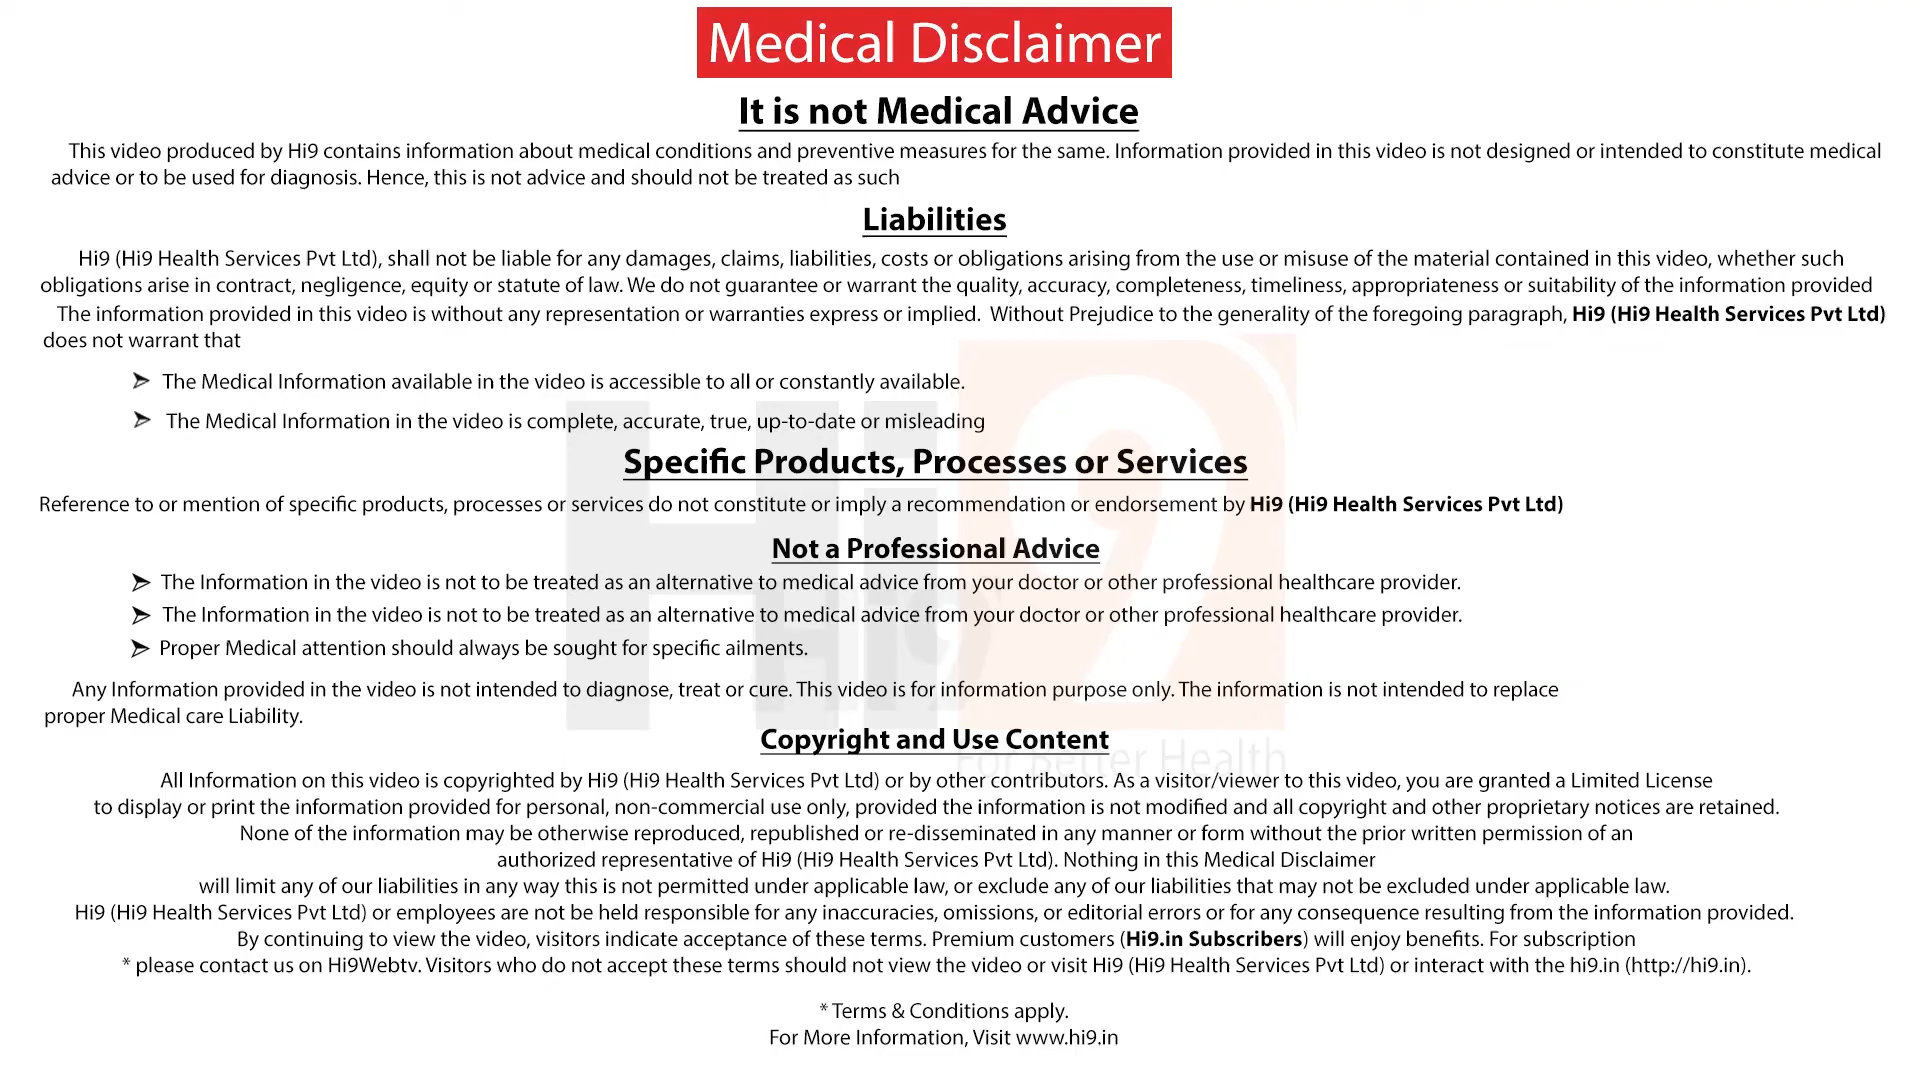 Medical Disclaimer
It is not Medical Advice
This video produced by Hi9 contains information about medical conditions and preventive measures for the same. Information provided in this video is not designed or intended to constitute medical
advice or to be used for diagnosis. Hence, this is not advice and should not be treated as such
Liabilities
Hi9 (Hi9 Health Services Pvt Ltd), shall not be liable for any damages, claims, liabilities, costs or obligations arising from the use or misuse of the material contained in this video, whether such
obligations arise in contract, negligence, equity or statute of law. We do not guarantee or warrant the quality, accuracy, completeness, timeliness, appropriateness or suitability of the information provided
The information provided in this video is without any representation or warranties express or implied. Without Prejudice to the generality of the foregoing paragraph, Hi9 (Hi9 Health Services Pvt Ltd)
does not warrant that
➢ The Medical Information available in the video is accessible to all or constantly available.
➢ The Medical Information in the video is complete, accurate, true, up-to-date or misleading
Specific Products, Processes or Services
Reference to or mention of specific products, processes or services do not constitute or imply a recommendation or endorsement by Hi9 (Hi9 Health Services Pvt Ltd)
Not a Professional Advice
➢ The Information in the video is not to be treated as an alternative to medical advice from your doctor or other professional healthcare provider.
➢ The Information in the video is not to be treated as an alternative to medical advice from your doctor or other professional healthcare provider.
➢ Proper Medical attention should always be sought for specific ailments.
Any Information provided in the video is not intended to diagnose, treat or cure. This video is for information purpose only. The information is not intended to replace
proper Medical care Liability.
Copyright and Use Content
All Information on this video is copyrighted by Hi9 (Hi9 Health Services Pvt Ltd) or by other contributors. As a visitor/viewer to this video, you are granted a Limited License
to display or print the information provided for personal, non-commercial use only, provided the information is not modified and all copyright and other proprietary notices are retained.
None of the information may be otherwise reproduced, republished or re-disseminated in any manner or form without the prior written permission of an
authorized representative of Hi9 (Hi9 Health Services Pvt Ltd). Nothing in this Medical Disclaimer
will limit any of our liabilities in any way this is not permitted under applicable law, or exclude any of our liabilities that may not be excluded under applicable law.
Hi9 (Hi9 Health Services Pvt Ltd) or employees are not be held responsible for any inaccuracies, omissions, or editorial errors or for any consequence resulting from the information provided.
By continuing to view the video, visitors indicate acceptance of these terms. Premium customers (Hi9.in Subscribers) will enjoy benefits. For subscription
* please contact us on Hi9Webtv. Visitors who do not accept these terms should not view the video or visit Hi9 (Hi9 Health Services Pvt Ltd) or interact with the hi9.in (http://hi9.in).
* Terms & Conditions apply.
For More Information, Visit www.hi9.in
Hi9
Hi9
For Better Health